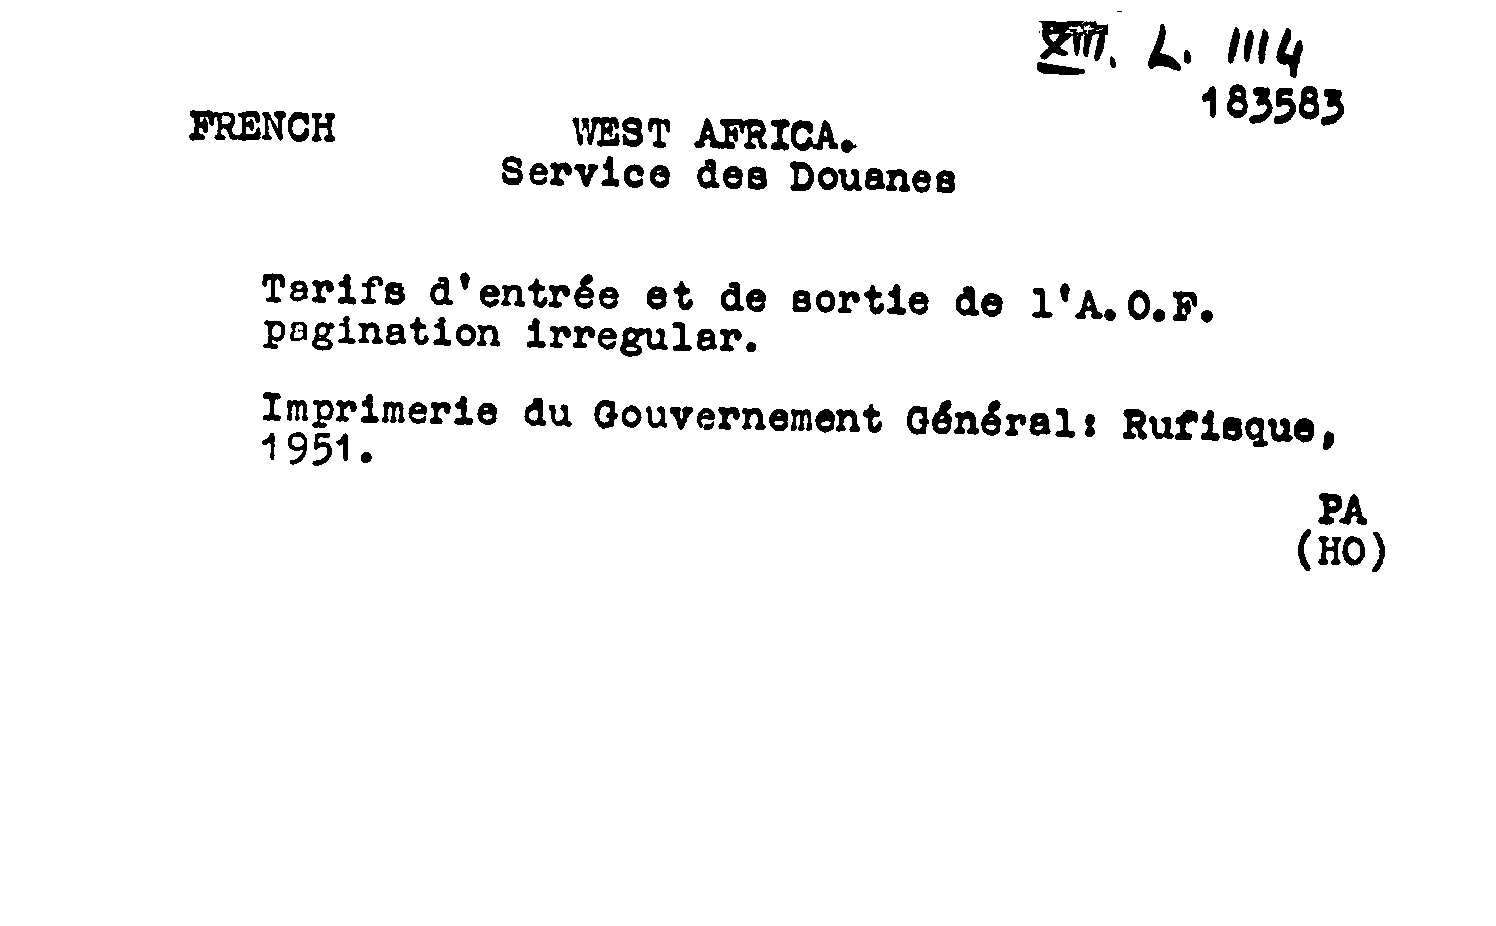 XIII. L. 1114
183583
FRENCH WEST AFRICA.
Service des Douanes
Tarifs d'entrée et de sortie de l'A.O.F.
pagination irregular.
Imprimerie du Gouvernement Général: Rufisque,
1951.
PA
(HO)